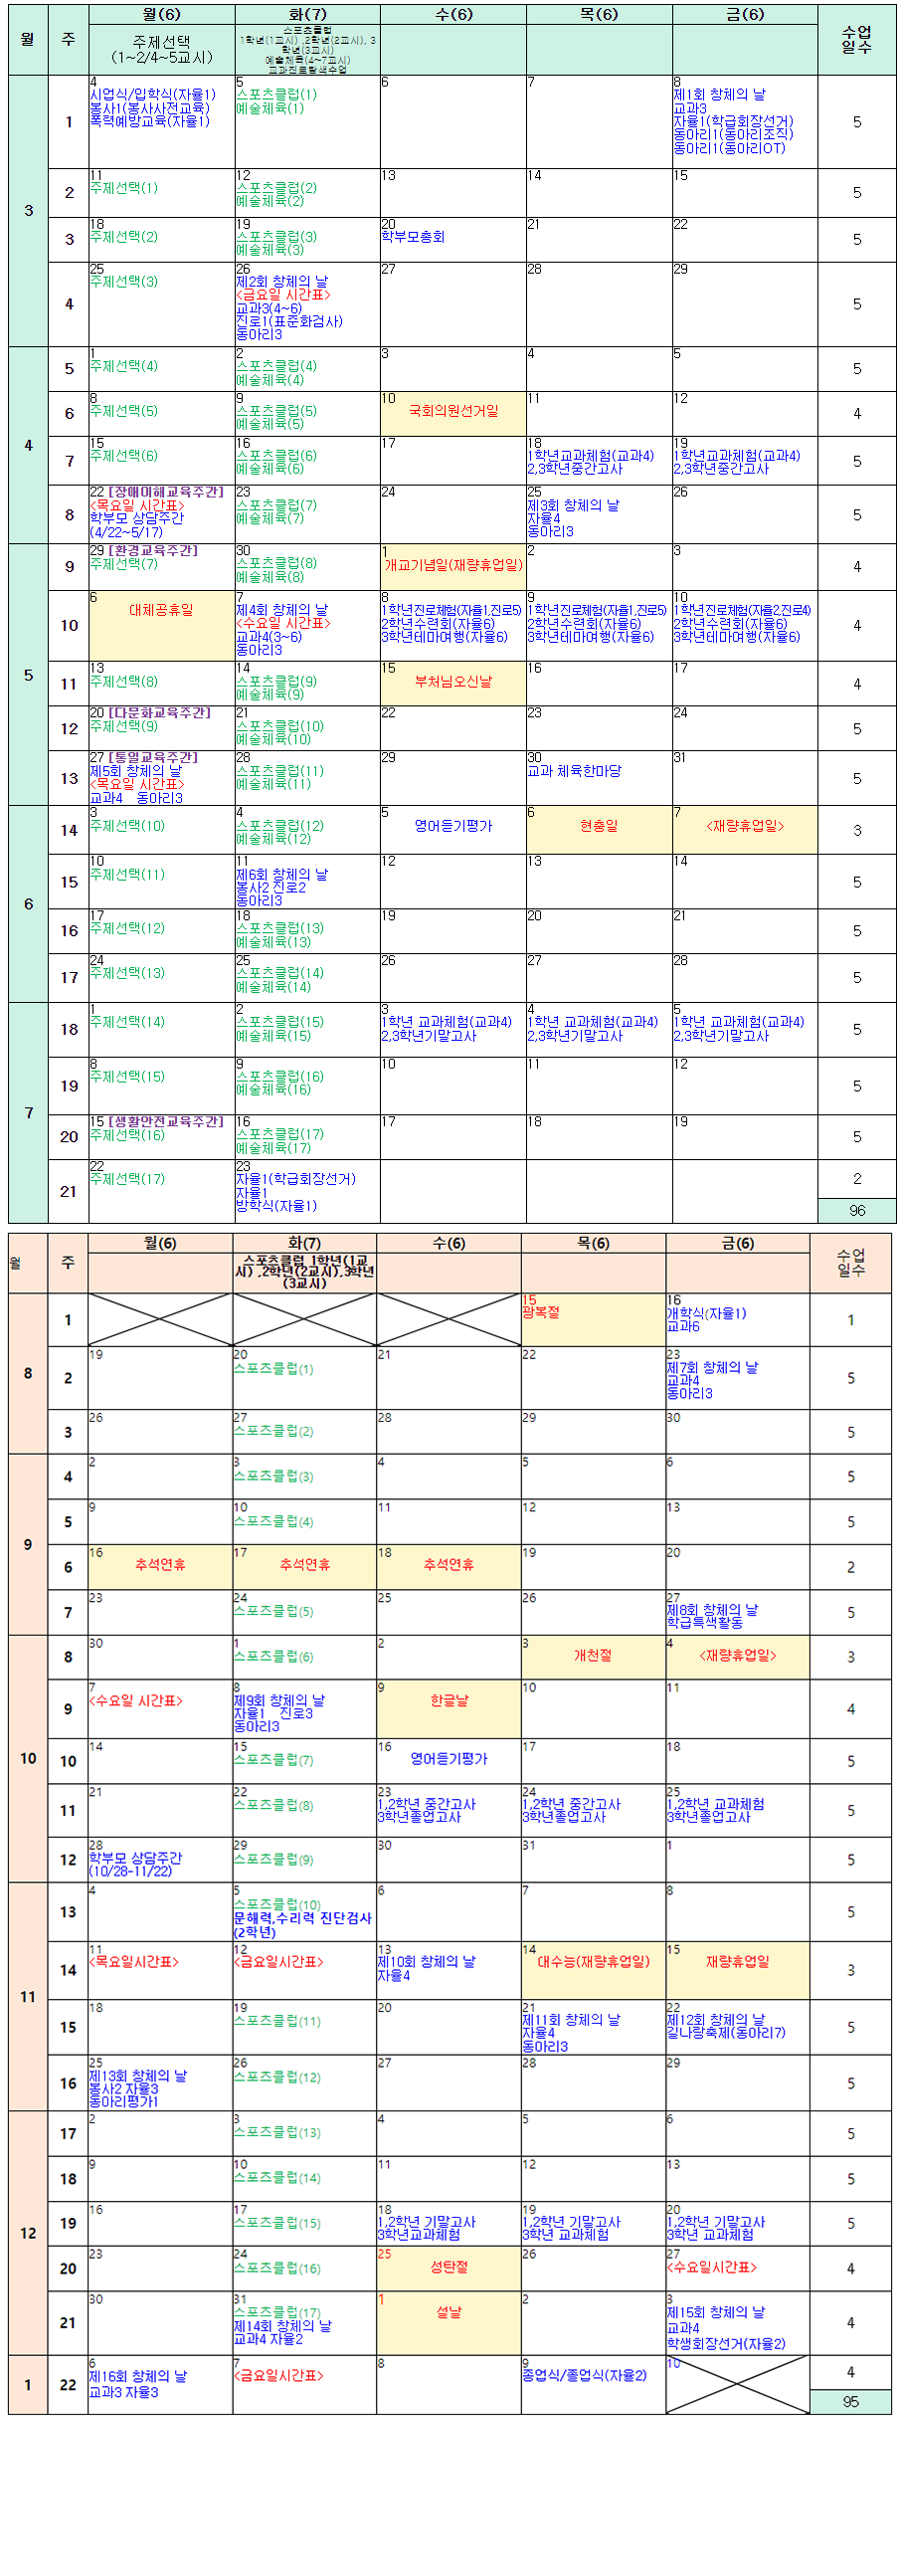 월 주 월(6) 화(7) 수(6) 목(6) 금(6) 수업
일수
주제선택
(1~2/4~5교시)
스포츠클럽
1학년(1교시) ,2학년(2교시), 3
학년(3교시)
예술체육(4~7교시)
교과진로탐색수업
3
1
4
시업식/입학식(자율1)
봉사1(봉사사전교육)
폭력예방교육(자율1)
5
스포츠클럽(1)
예술체육(1)
6
7
8
제1회 창체의 날
교과3
자율1(학급회장선거)
동아리1(동아리조직)
동아리1(동아리OT)
5
2
11
주제선택(1)
12
스포츠클럽(2)
예술체육(2)
13
14
15
5
3
18
주제선택(2)
19
스포츠클럽(3)
예술체육(3)
20
학부모총회
21
22
5
4
25
주제선택(3)
26
제2회 창체의 날
<금요일 시간표>
교과3(4~6)
진로1(표준화검사)
동아리3
27
28
29
5
4
5
1
주제선택(4)
2
스포츠클럽(4)
예술체육(4)
3
4
5
5
6
8
주제선택(5)
9
스포츠클럽(5)
예술체육(5)
10
국회의원선거일
11
12
4
7
15
주제선택(6)
16
스포츠클럽(6)
예술체육(6)
17
18
1학년교과체험(교과4)
2,3학년중간고사
19
1학년교과체험(교과4)
2,3학년중간고사
5
8
22 [장애이해교육주간]
<목요일 시간표>
학부모 상담주간
(4/22~5/17)
23
스포츠클럽(7)
예술체육(7)
24
25
제3회 창체의 날
자율4
동아리3
26
5
5
9
29 [환경교육주간]
주제선택(7)
30
스포츠클럽(8)
예술체육(8)
1
개교기념일(재량휴업일)
2
3
4
10
6
대체공휴일
7
제4회 창체의 날
<수요일 시간표>
교과4(3~6)
동아리3
8
1학년진로체험(자율1,진로5)
2학년수련회(자율6)
3학년테마여행(자율6)
9
1학년진로체험(자율1,진로5)
2학년수련회(자율6)
3학년테마여행(자율6)
10
1학년진로체험(자율2,진로4)
2학년수련회(자율6)
3학년테마여행(자율6)
4
11
13
주제선택(8)
14
스포츠클럽(9)
예술체육(9)
15
부처님오신날
16
17
4
12
20 [다문화교육주간]
주제선택(9)
21
스포츠클럽(10)
예술체육(10)
22
23
24
5
13
27 [통일교육주간]
제5회 창체의 날
<목요일 시간표>
교과4 동아리3
28
스포츠클럽(11)
예술체육(11)
29
30
교과 체육한마당
31
5
6
14
3
주제선택(10)
4
스포츠클럽(12)
예술체육(12)
5
영어듣기평가
6
현충일
7
<재량휴업일>
3
15
10
주제선택(11)
11
제6회 창체의 날
봉사2 진로2
동아리3
12
13
14
5
16
17
주제선택(12)
18
스포츠클럽(13)
예술체육(13)
19
20
21
5
17
24
주제선택(13)
25
스포츠클럽(14)
예술체육(14)
26
27
28
5
7
18
1
주제선택(14)
2
스포츠클럽(15)
예술체육(15)
3
1학년 교과체험(교과4)
2,3학년기말고사
4
1학년 교과체험(교과4)
2,3학년기말고사
5
1학년 교과체험(교과4)
2,3학년기말고사
5
19
8
주제선택(15)
9
스포츠클럽(16)
예술체육(16)
10
11
12
5
20
15 [생활안전교육주간]
주제선택(16)
16
스포츠클럽(17)
예술체육(17)
17
18
19
5
21
22
주제선택(17)
23
자율1(학급회장선거)
자율1
방학식(자율1)
2
96
월 주 월(6) 화(7) 수(6) 목(6) 금(6) 수업
일수
스포츠클럽 1학년(1교
시) ,2학년(2교시),3학년
(3교시)
8
1
15
광복절
16
개학식(자율1)
교과6
1
2
19
20
스포츠클럽(1)
21
22
23
제7회 창체의 날
교과4
동아리3
5
3
26
27
스포츠클럽(2)
28
29
30
5
9
4
2
3
스포츠클럽(3)
4
5
6
5
5
9
10
스포츠클럽(4)
11
12
13
5
6
16
추석연휴
17
추석연휴
18
추석연휴
19
20
2
7
23
24
스포츠클럽(5)
25
26
27
제8회 창체의 날
학급특색활동
5
10
8
30
1
스포츠클럽(6)
2
3
개천절
4
<재량휴업일>
3
9
7
<수요일 시간표>
8
제9회 창체의 날
자율1 진로3
동아리3
9
한글날
10
11
4
10
14
15
스포츠클럽(7)
16
영어듣기평가
17
18
5
11
21
22
스포츠클럽(8)
23
1,2학년 중간고사
3학년졸업고사
24
1,2학년 중간고사
3학년졸업고사
25
1,2학년 교과체험
3학년졸업고사
5
12
28
학부모 상담주간
(10/28-11/22)
29
스포츠클럽(9)
30
31
1
5
11
13
4
5
스포츠클럽(10)
문해력,수리력 진단검사
(2학년)
6
7
8
5
14
11
<목요일시간표>
12
<금요일시간표>
13
제10회 창체의 날
자율4
14
대수능(재량휴업일)
15
재량휴업일
3
15
18
19
스포츠클럽(11)
20
21
제11회 창체의 날
자율4
동아리3
22
제12회 창체의 날
길나랑축제(동아리7)
5
16
25
제13회 창체의 날
봉사2 자율3
동아리평가1
26
스포츠클럽(12)
27
28
29
5
12
17
2
3
스포츠클럽(13)
4
5
6
5
18
9
10
스포츠클럽(14)
11
12
13
5
19
16
17
스포츠클럽(15)
18
1,2학년 기말고사
3학년교과체험
19
1,2학년 기말고사
3학년 교과체험
20
1,2학년 기말고사
3학년 교과체험
5
20
23
24
스포츠클럽(16)
25
성탄절
26
27
<수요일시간표>
4
21
30
31
스포츠클럽(17)
제14회 창체의 날
교과4 자율2
1
설날
2
3
제15회 창체의 날
교과4
학생회장선거(자율2)
4
1
22
6
제16회 창체의 날
교과3 자율3
7
<금요일시간표>
8
9
종업식/졸업식(자율2)
10
4
95